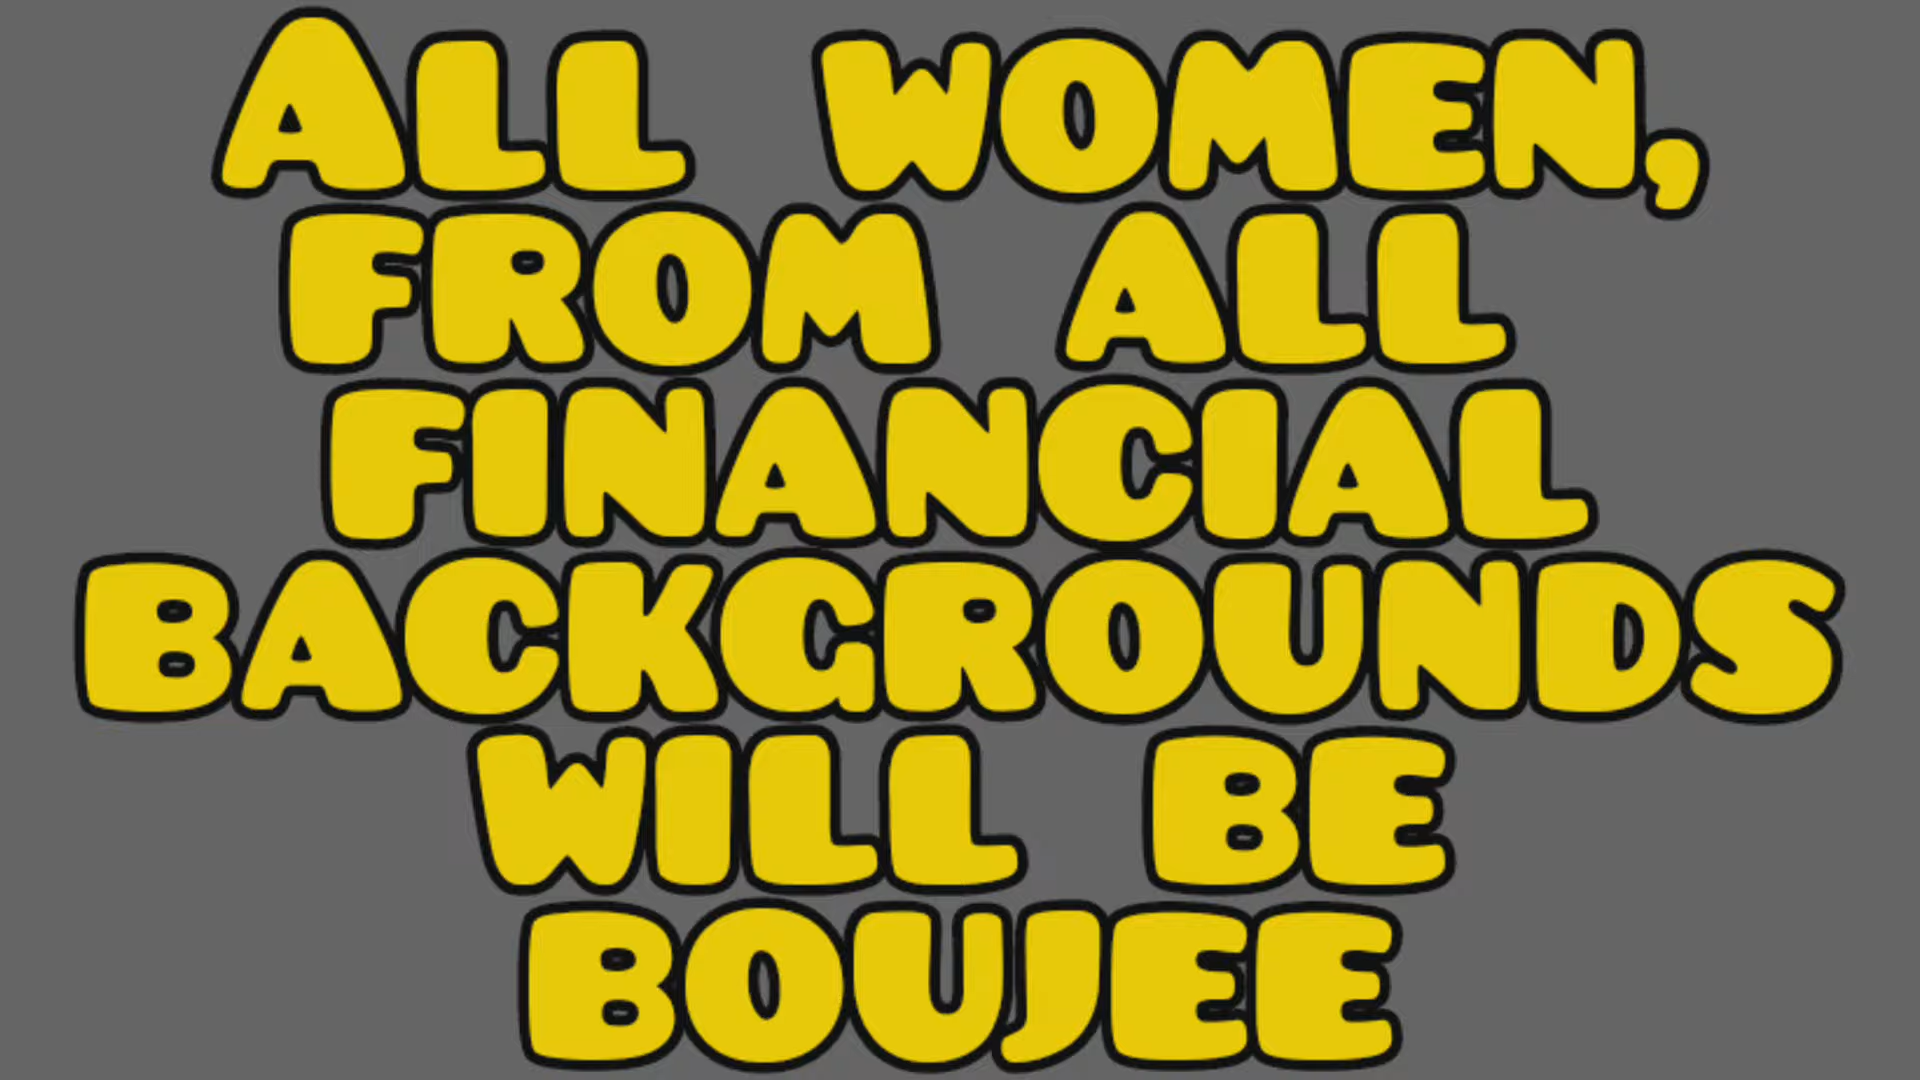 All women,
from all
financial
backgrounds
will be
boujee